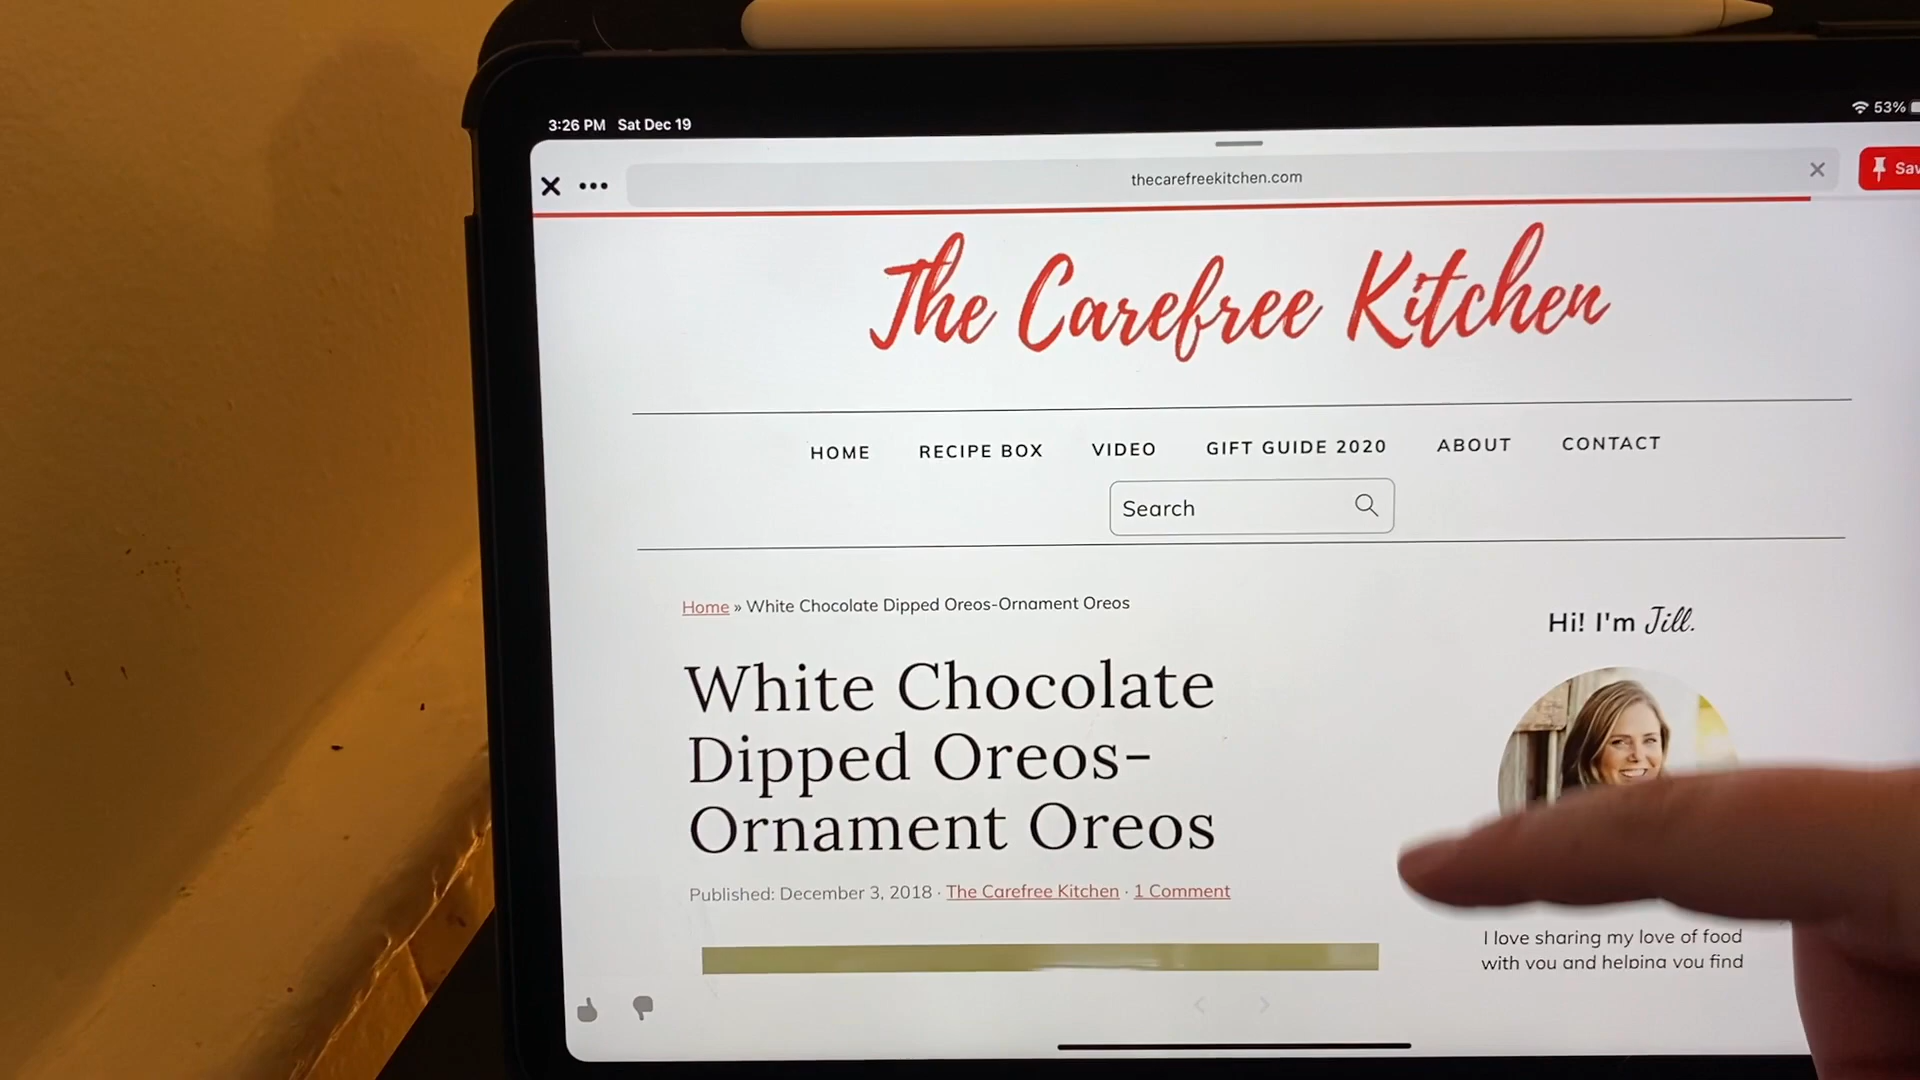 3:26 PM Sat Dec 19
53%
thecarefreekitchen.com
The Carefree Kitchen
HOME RECIPE BOX VIDEO GIFT GUIDE 2020 ABOUT CONTACT
Search
Home » White Chocolate Dipped Oreos-Ornament Oreos
White Chocolate
Dipped Oreos-
Ornament Oreos
Published: December 3, 2018 · The Carefree Kitchen · 1 Comment
Hi! I'm Jill.
I love sharing my love of food
with you and helping you find